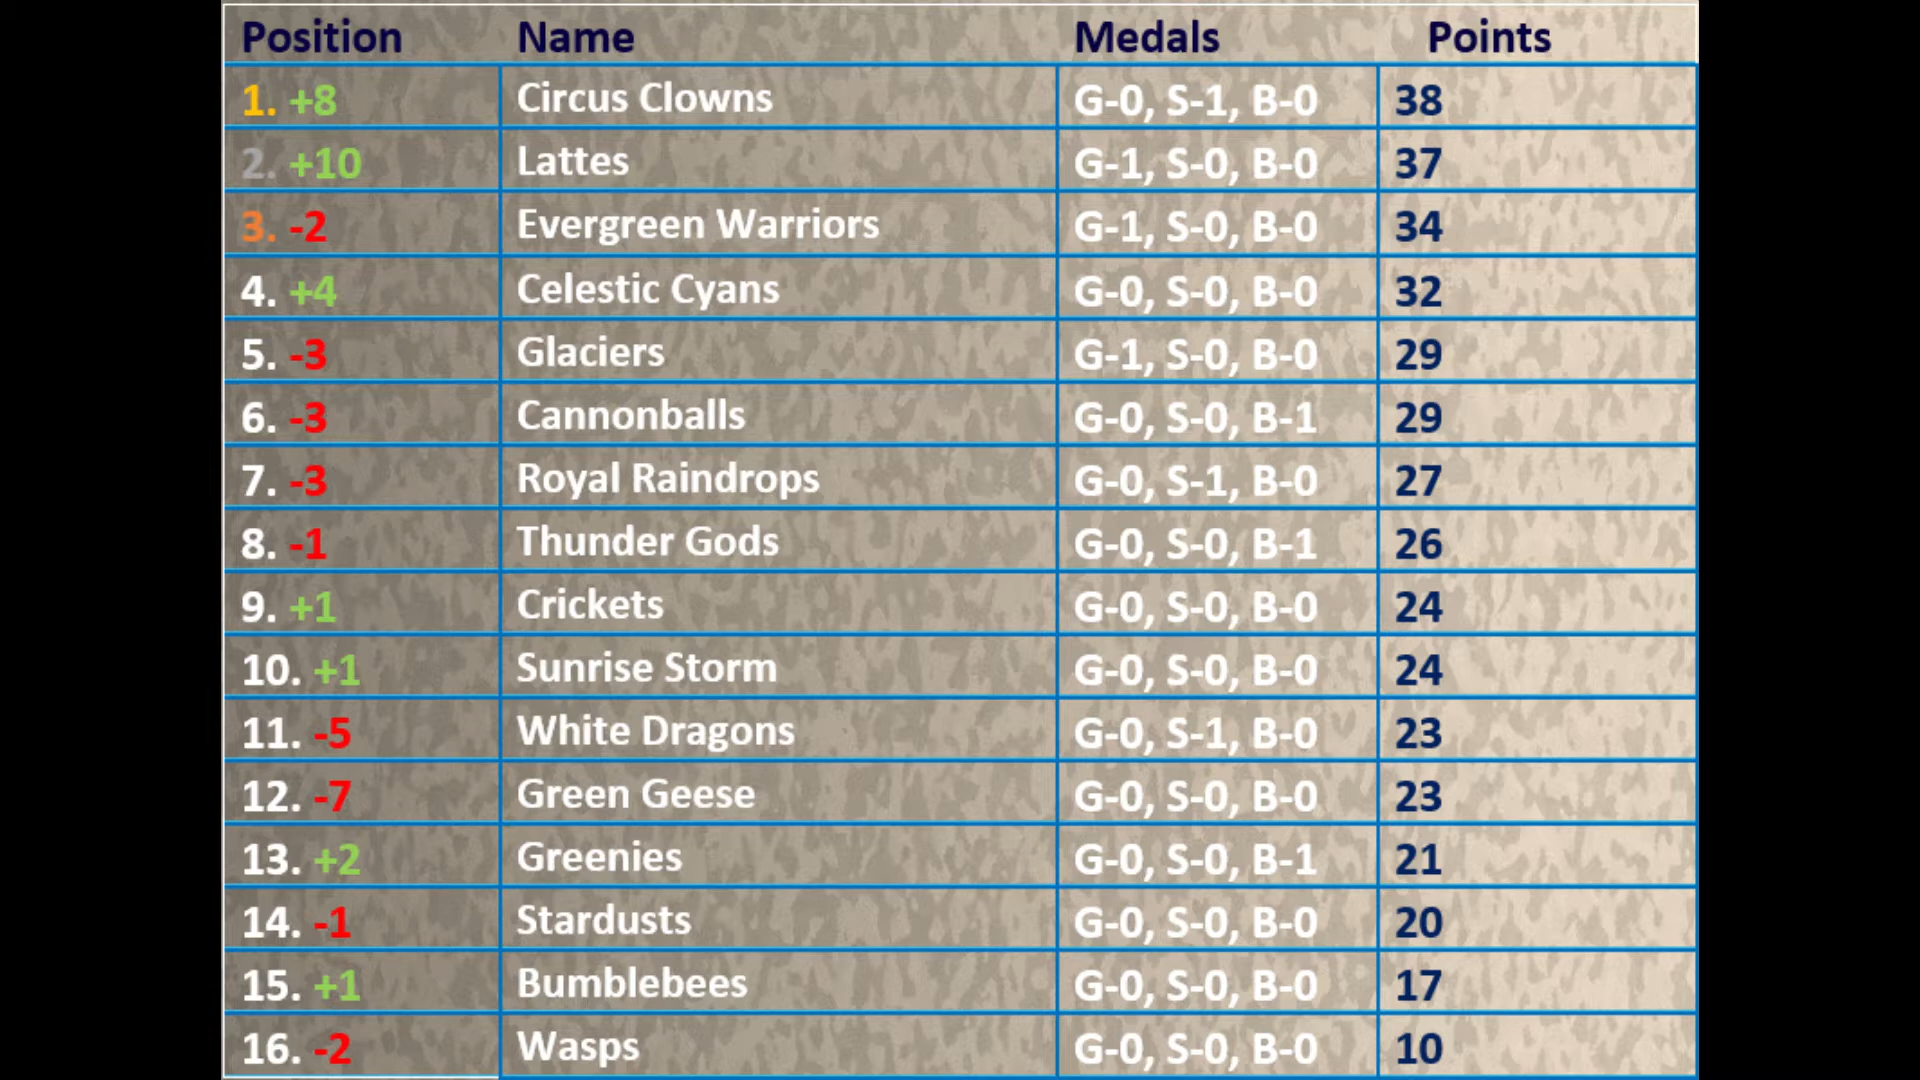 Position Name Medals Points
1. +8 Circus Clowns G-0, S-1, B-0 38
2. +10 Lattes G-1, S-0, B-0 37
3. -2 Evergreen Warriors G-1, S-0, B-0 34
4. +4 Celestic Cyans G-0, S-0, B-0 32
5. -3 Glaciers G-1, S-0, B-0 29
6. -3 Cannonballs G-0, S-0, B-1 29
7. -3 Royal Raindrops G-0, S-1, B-0 27
8. -1 Thunder Gods G-0, S-0, B-1 26
9. +1 Crickets G-0, S-0, B-0 24
10. +1 Sunrise Storm G-0, S-0, B-0 24
11. -5 White Dragons G-0, S-1, B-0 23
12. -7 Green Geese G-0, S-0, B-0 23
13. +2 Greenies G-0, S-0, B-1 21
14. -1 Stardusts G-0, S-0, B-0 20
15. +1 Bumblebees G-0, S-0, B-0 17
16. -2 Wasps G-0, S-0, B-0 10